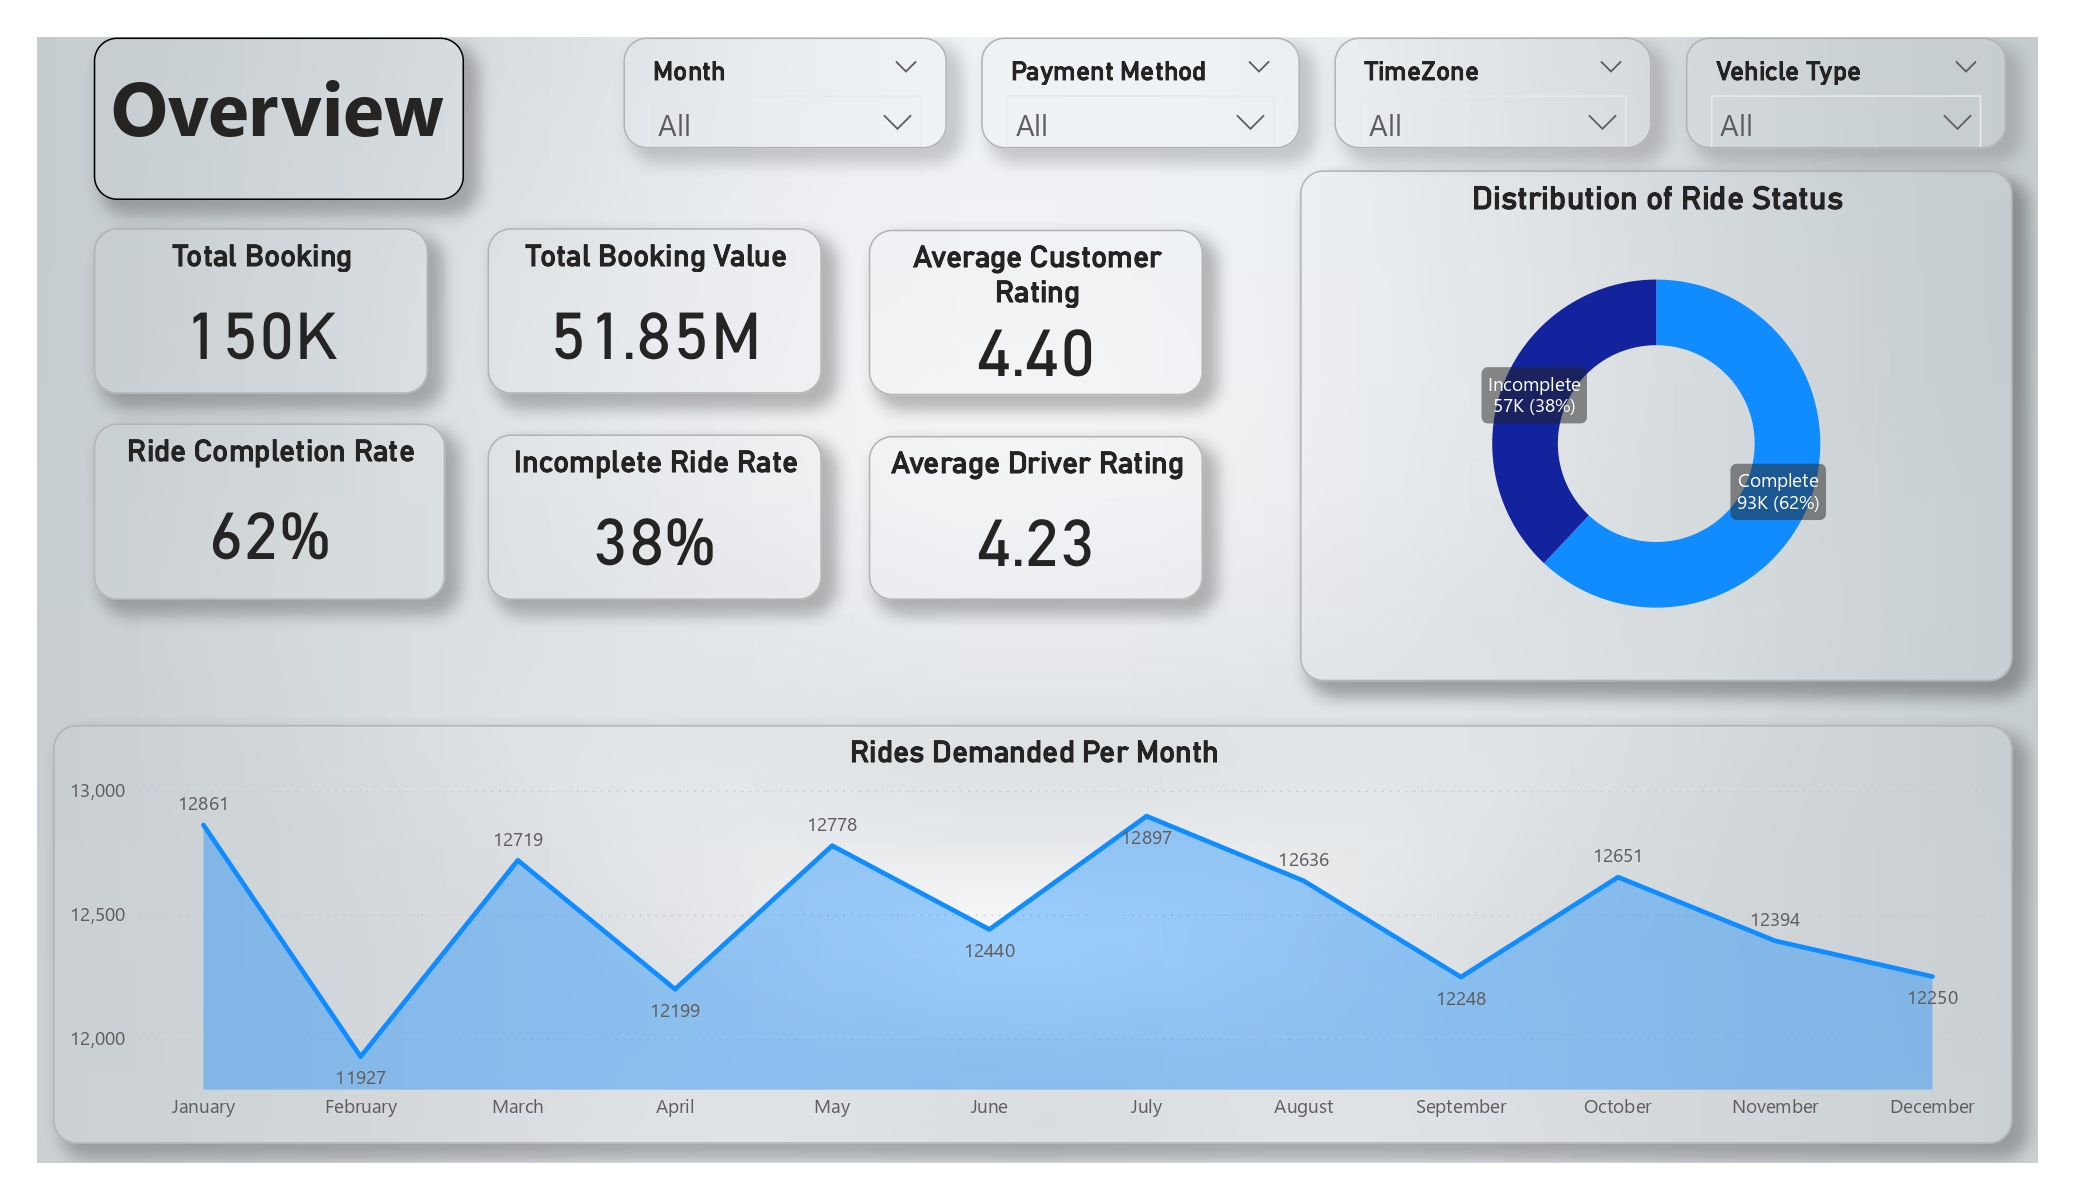 Overview
Month
All
Payment Method
All
TimeZone
All
Vehicle Type
All
Total Booking
150K
Total Booking Value
51.85M
Average Customer
Rating
4.40
Ride Completion Rate
62%
Incomplete Ride Rate
38%
Average Driver Rating
4.23
Distribution of Ride Status
Incomplete
57K (38%)
Complete
93K (62%)
Rides Demanded Per Month
13,000
12,500
12,000
12861
11927
12719
12199
12778
12440
12897
12636
12248
12651
12394
12250
January
February
March
April
May
June
July
August
September
October
November
December